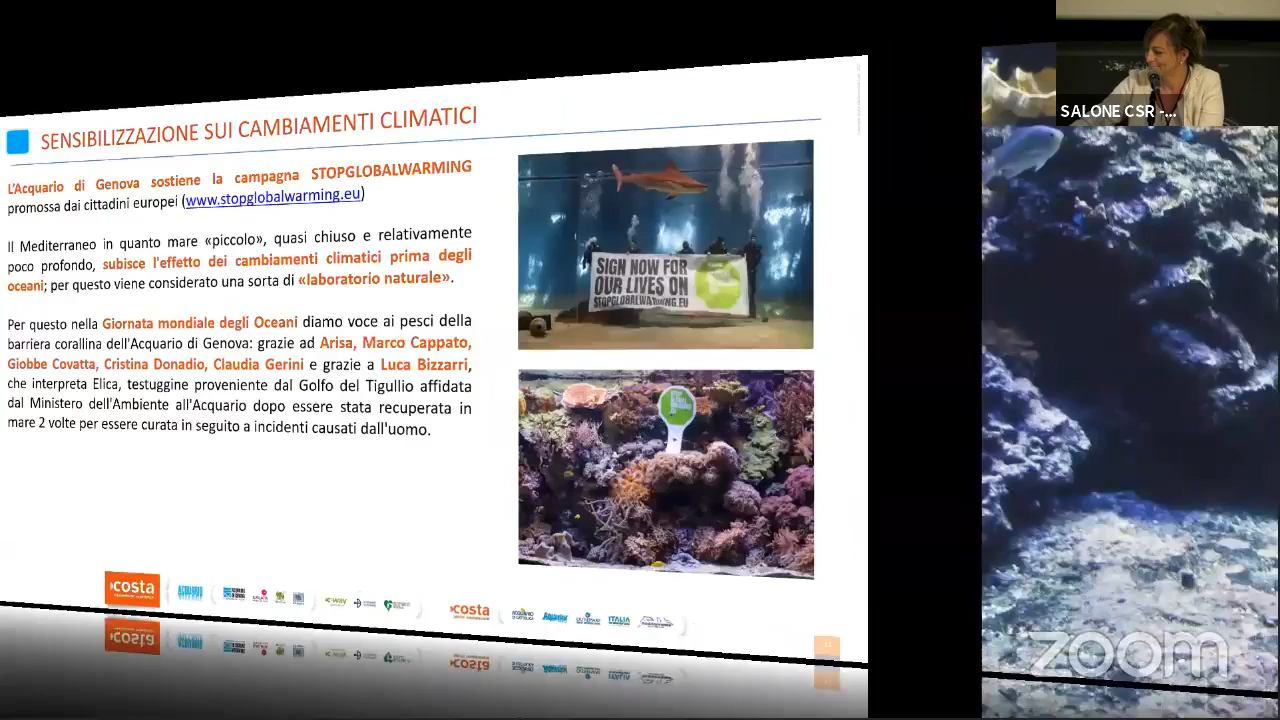 SENSIBILIZZAZIONE SUI CAMBIAMENTI CLIMATICI
L'Acquario di Genova sostiene la campagna STOPGLOBALWARMING
promossa dai cittadini europei (www.stopglobalwarming.eu)
Il Mediterraneo in quanto mare «piccolo», quasi chiuso e relativamente
poco profondo, subisce l'effetto dei cambiamenti climatici prima degli
oceani; per questo viene considerato una sorta di «laboratorio naturale».
Per questo nella Giornata mondiale degli Oceani diamo voce ai pesci della
barriera corallina dell'Acquario di Genova: grazie ad Arisa, Marco Cappato,
Giobbe Covatta, Cristina Donadio, Claudia Gerini e grazie a Luca Bizzarri,
che interpreta Elica, testuggine proveniente dal Golfo del Tigullio affidata
dal Ministero dell'Ambiente all'Acquario dopo essere stata recuperata in
mare 2 volte per essere curata in seguito a incidenti causati dall'uomo.
SIGN NOW FOR
OUR LIVES ON
STOPGLOBALWARMING.EU
costa
costa
ITALIA
SALONE CSR -...
zoom